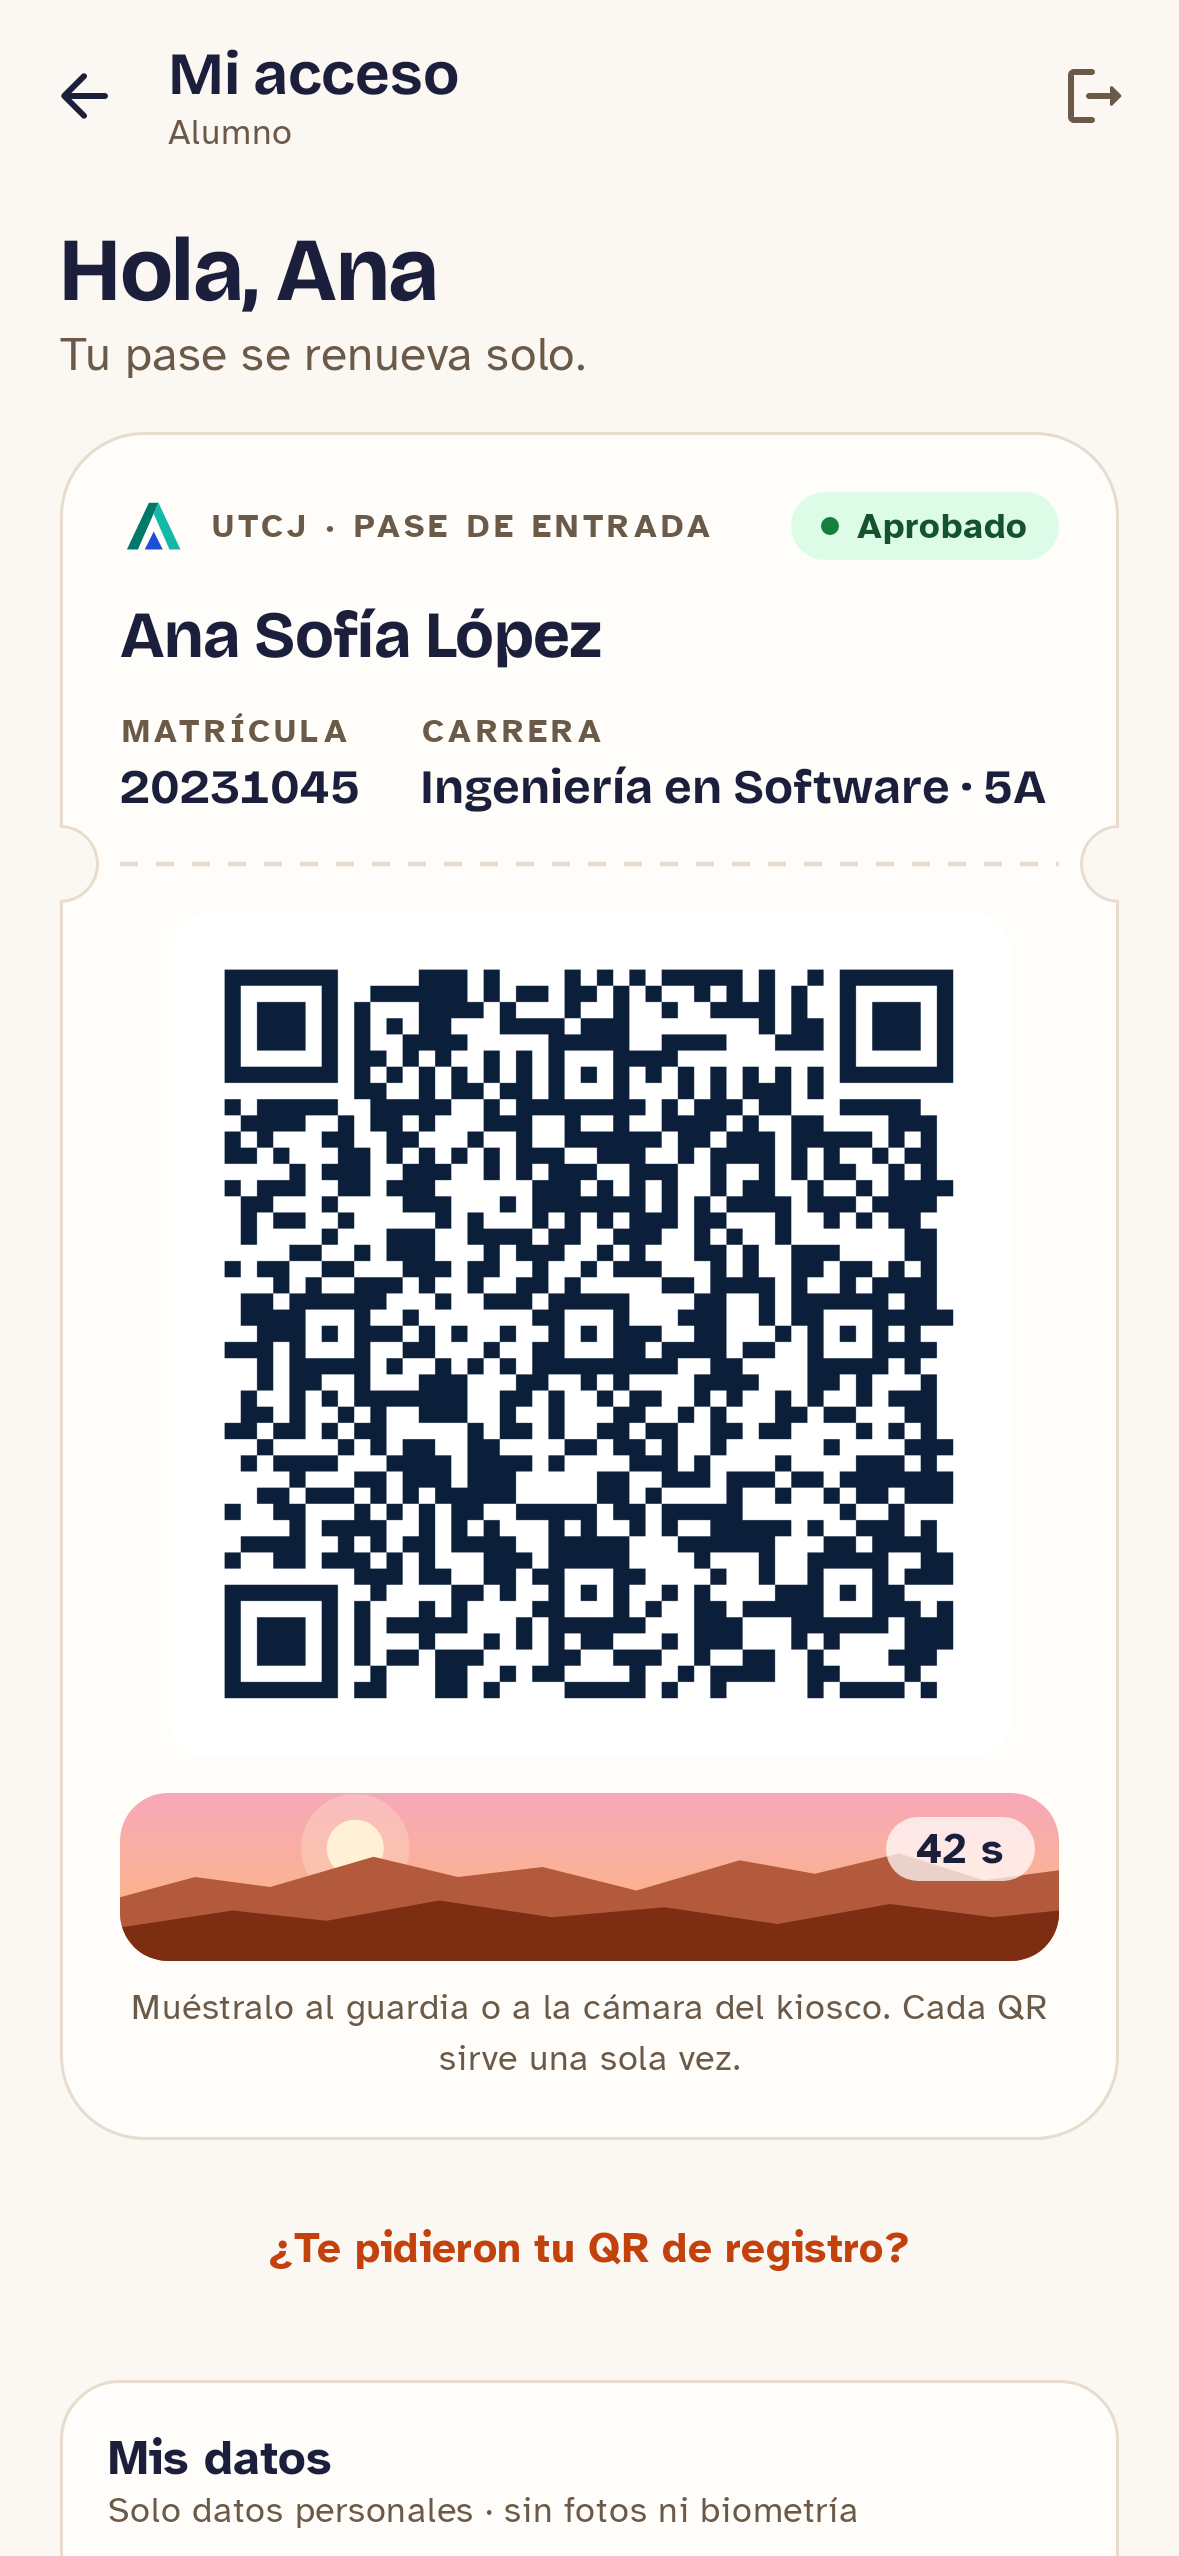 Mi acceso
Alumno
Hola, Ana
Tu pase se renueva solo.
UTCJ · PASE DE ENTRADA
Aprobado
Ana Sofía López
MATRÍCULA
CARRERA
20231045
Ingeniería en Software · 5A
42 s
Muéstralo al guardia o a la cámara del kiosco. Cada QR
sirve una sola vez.
¿Te pidieron tu QR de registro?
Mis datos
Solo datos personales · sin fotos ni biometría